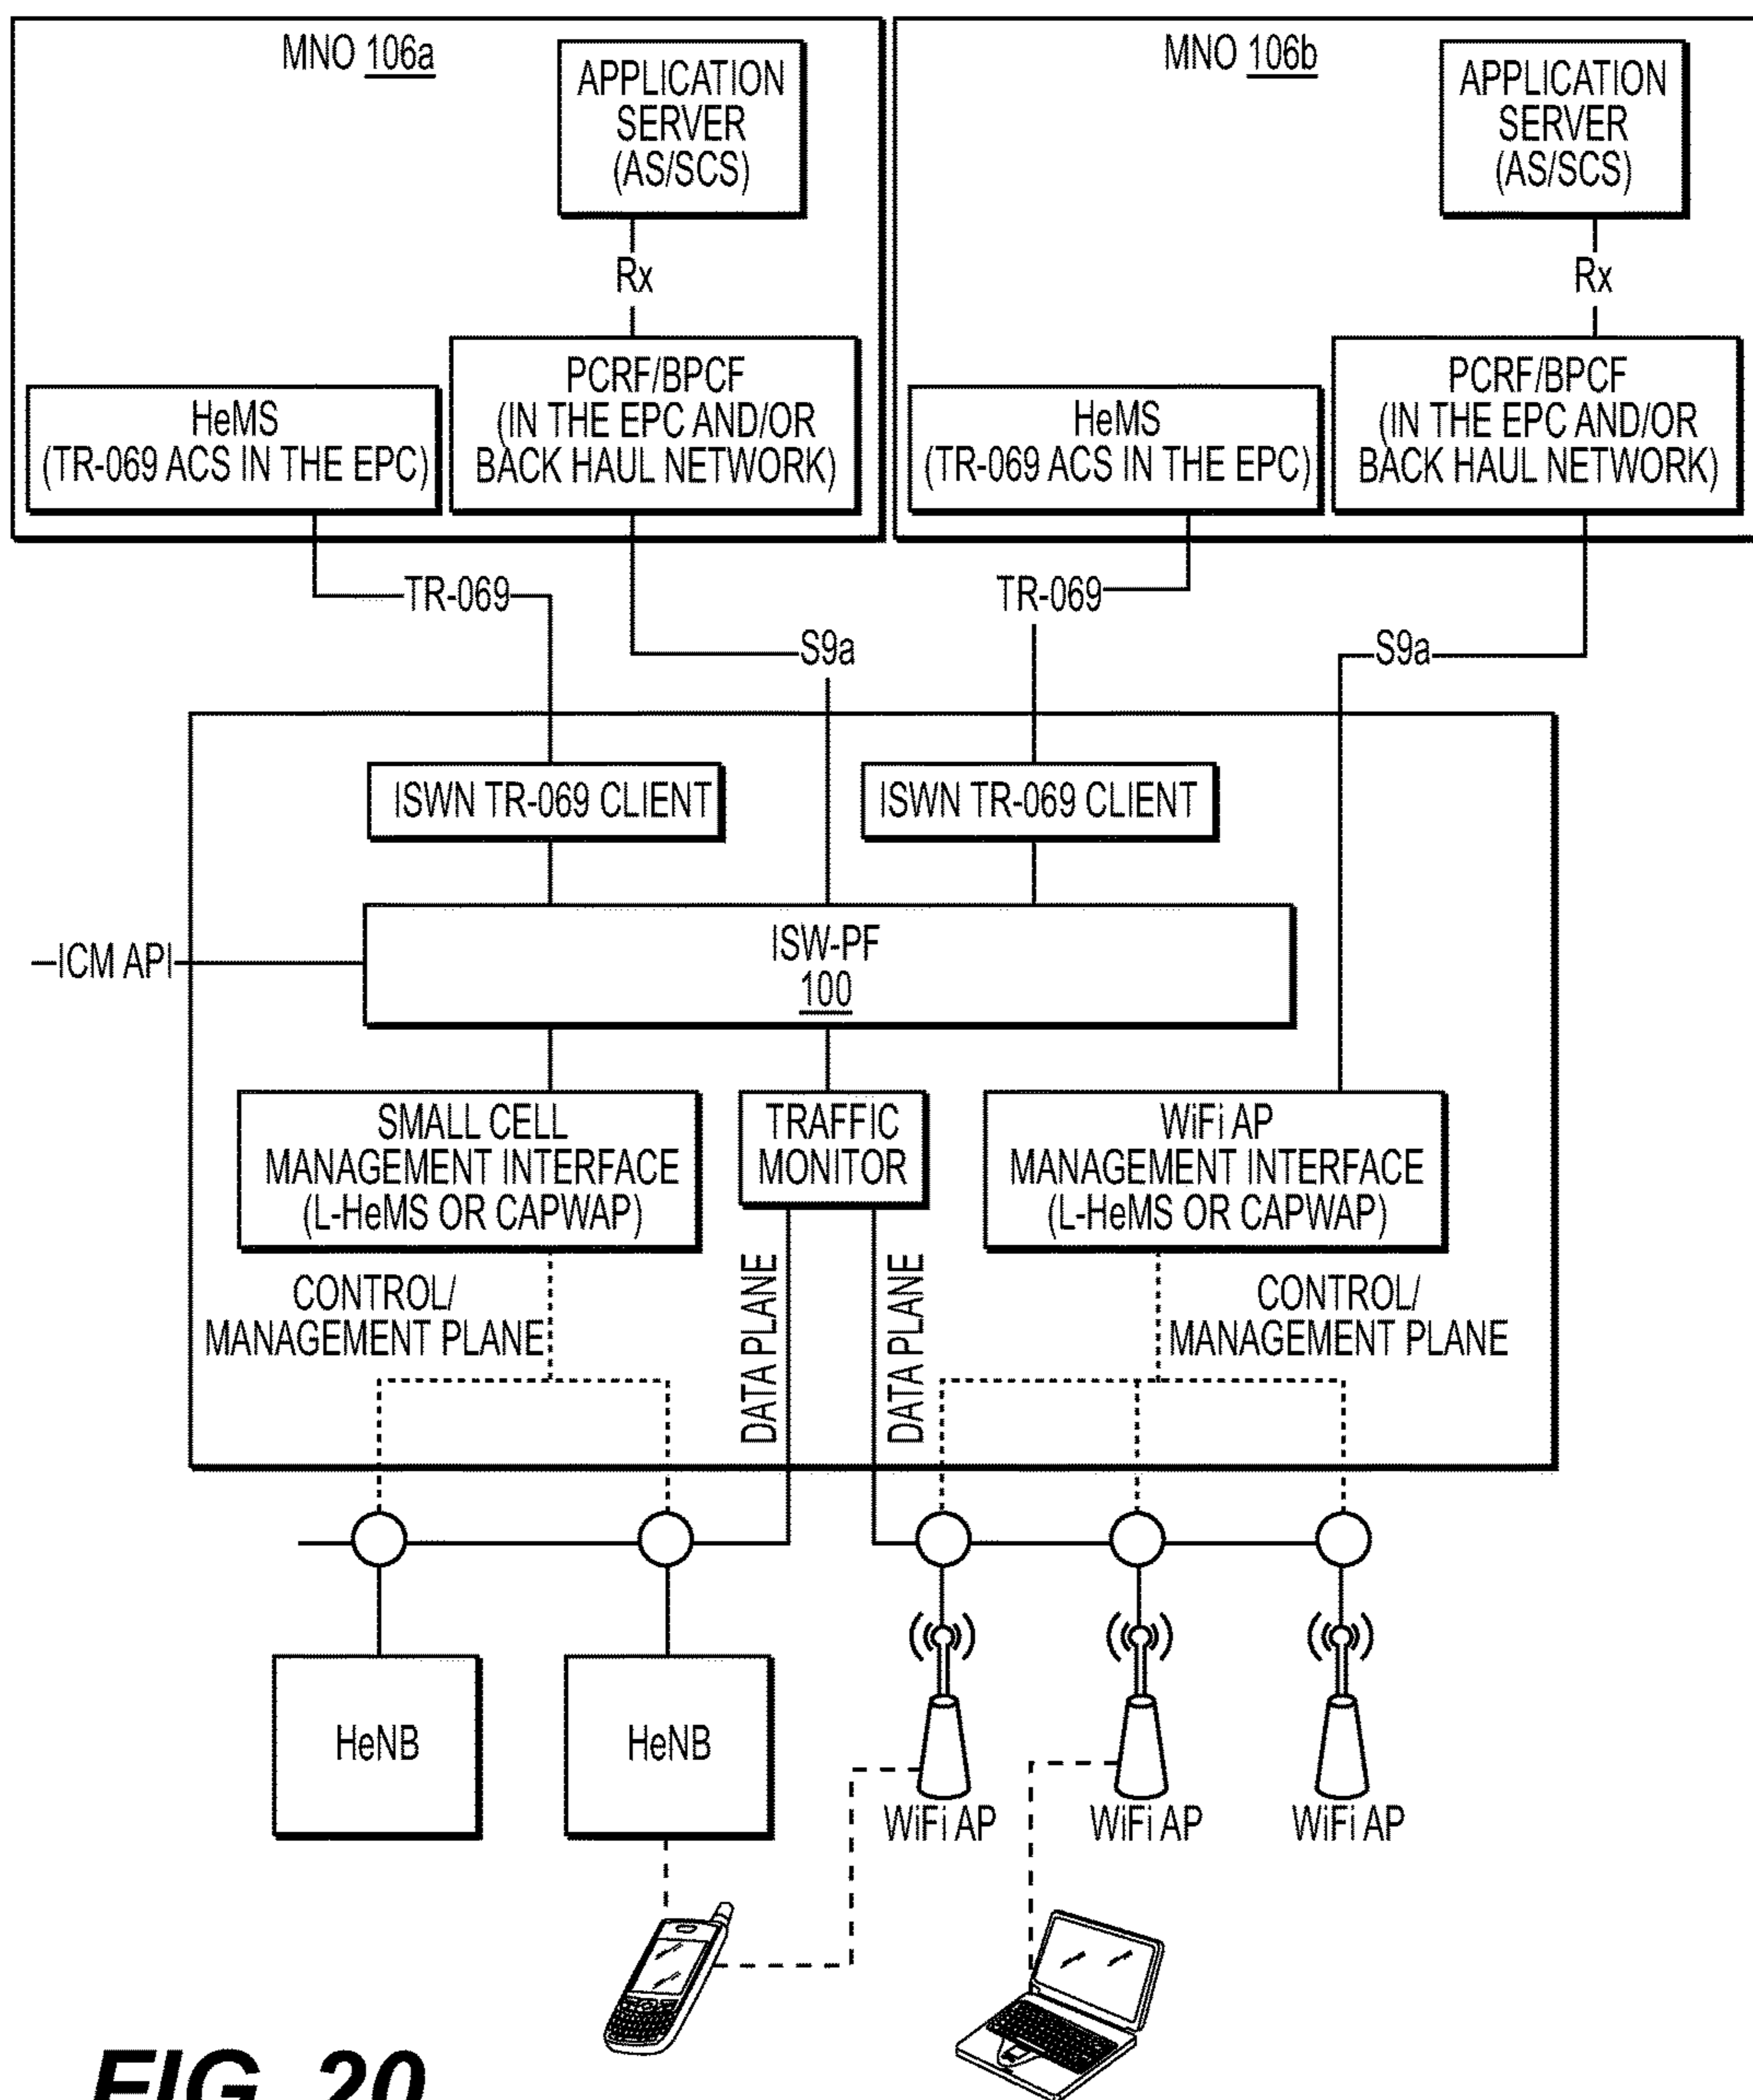 MNO 106a
APPLICATION
SERVER
(AS/SCS)
Rx
HeMS
(TR-069 ACS IN THE EPC)
PCRF/BPCF
(IN THE EPC AND/OR
BACK HAUL NETWORK)
MNO 106b
APPLICATION
SERVER
(AS/SCS)
Rx
HeMS
(TR-069 ACS IN THE EPC)
PCRF/BPCF
(IN THE EPC AND/OR
BACK HAUL NETWORK)
TR-069
S9a
TR-069
S9a
ISWN TR-069 CLIENT
ISWN TR-069 CLIENT
ICM API
ISW-PF
100
SMALL CELL
MANAGEMENT INTERFACE
(L-HeMS OR CAPWAP)
TRAFFIC
MONITOR
WiFi AP
MANAGEMENT INTERFACE
(L-HeMS OR CAPWAP)
CONTROL/
MANAGEMENT PLANE
DATA PLANE
DATA PLANE
CONTROL/
MANAGEMENT PLANE
HeNB
HeNB
WiFi AP
WiFi AP
WiFi AP
FIG. 20